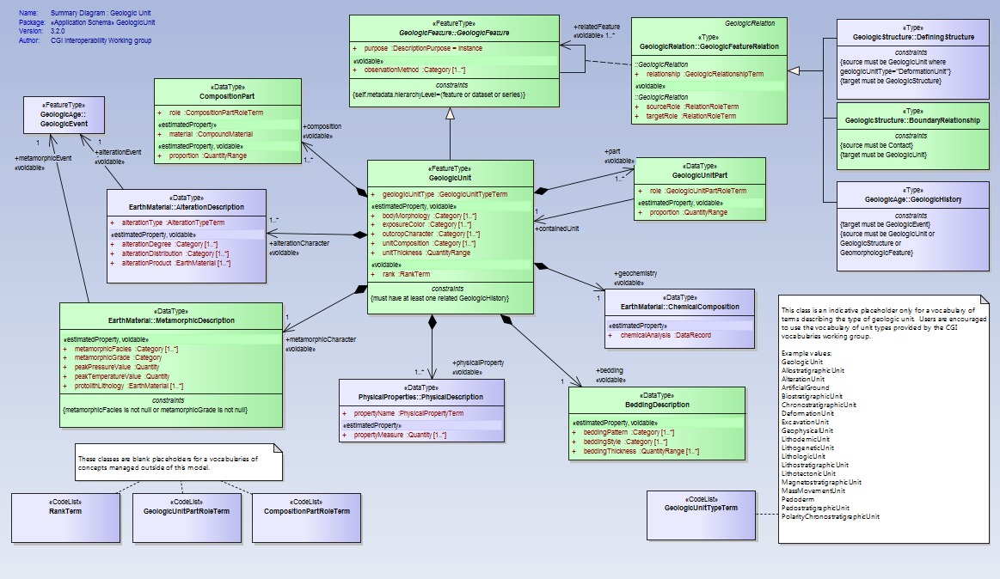 Name: Summary Diagram : Geologic Unit
Package: «Application Schema» GeologicUnit
Version: 3.2.0
Author: CGI Interoperability Working group
«FeatureType»
GeologicFeature::GeologicFeature
+ purpose :DescriptionPurpose = instance
«voidable»
+ observationMethod :Category [1..*]
constraints
{self.metadata.hierarchyLevel=(feature or dataset or series)}
+relatedFeature
«voidable» 1..*
GeologicRelation
«Type»
GeologicRelation::GeologicFeatureRelation
::GeologicRelation
+ relationship :GeologicRelationshipTerm
«voidable»
::GeologicRelation
+ sourceRole :RelationRoleTerm
+ targetRole :RelationRoleTerm
«Type»
GeologicStructure::DefiningStructure
constraints
{source must be GeologicUnit where
geologicUnitType="DeformationUnit"}
{target must be GeologicStructure}
«Type»
GeologicStructure::BoundaryRelationship
constraints
{source must be Contact}
{target must be GeologicUnit}
«Type»
GeologicAge::GeologicHistory
constraints
{target must be GeologicEvent}
{source must be GeologicUnit or
GeologicStructure or
GeomorphologicFeature}
«DataType»
CompositionPart
+ role :CompositionPartRoleTerm
«estimatedProperty»
+ material :CompoundMaterial
«estimatedProperty, voidable»
+ proportion :QuantityRange
+composition
«voidable»
1..*
«FeatureType»
GeologicAge::
GeologicEvent
1
+metamorphicEvent
«voidable»
1
+alterationEvent
«voidable»
«DataType»
EarthMaterial::AlterationDescription
+ alterationType :AlterationTypeTerm
«estimatedProperty, voidable»
+ alterationDegree :Category [1..*]
+ alterationDistribution :Category [1..*]
+ alterationProduct :EarthMaterial [1..*]
1..*
+alterationCharacter
«voidable»
«FeatureType»
GeologicUnit
+ geologicUnitType :GeologicUnitTypeTerm
«estimatedProperty, voidable»
+ bodyMorphology :Category [1..*]
+ exposureColor :Category [1..*]
+ outcropCharacter :Category [1..*]
+ unitComposition :Category [1..*]
+ unitThickness :QuantityRange
«voidable»
+ rank :RankTerm
constraints
{must have at least one related GeologicHistory}
+part
«voidable»
1..*
1
+containedUnit
«DataType»
GeologicUnitPart
+ role :GeologicUnitPartRoleTerm
«estimatedProperty, voidable»
+ proportion :QuantityRange
+geochemistry
«voidable»
1
«DataType»
EarthMaterial::ChemicalComposition
«estimatedProperty»
+ chemicalAnalysis :DataRecord
«DataType»
EarthMaterial::MetamorphicDescription
«estimatedProperty, voidable»
+ metamorphicFacies :Category [1..*]
+ metamorphicGrade :Category
+ peakPressureValue :Quantity
+ peakTemperatureValue :Quantity
+ protolithLithology :EarthMaterial [1..*]
constraints
{metamorphicFacies is not null or metamorphicGrade is not null}
1
+metamorphicCharacter
«voidable»
+physicalProperty
1..* «voidable»
«DataType»
PhysicalProperties::PhysicalDescription
+ propertyName :PhysicalPropertyTerm
«estimatedProperty»
+ propertyMeasure :Quantity [1..*]
+bedding
1 «voidable»
«DataType»
BeddingDescription
«estimatedProperty, voidable»
+ beddingPattern :Category [1..*]
+ beddingStyle :Category [1..*]
+ beddingThickness :QuantityRange [1..*]
This class is an indicative placeholder only for a vocabulary of
terms describing the type of geologic unit. Users are encouraged
to use the vocabulary of unit types provided by the CGI
vocabularies working group.
Example values:
GeologicUnit
AllostratigraphicUnit
AlterationUnit
ArtificialGround
BiostratigraphicUnit
ChronostratigraphicUnit
DeformationUnit
ExcavationUnit
GeophysicalUnit
LithodemicUnit
LithogeneticUnit
LithologicUnit
LithostratigraphicUnit
LithotectonicUnit
MagnetostratigraphicUnit
MassMovementUnit
Pedoderm
PedostratigraphicUnit
PolarityChronostratigraphicUnit
These classes are blank placeholders for a vocabularies of
concepts managed outside of this model.
«CodeList»
RankTerm
«CodeList»
GeologicUnitPartRoleTerm
«CodeList»
CompositionPartRoleTerm
«CodeList»
GeologicUnitTypeTerm